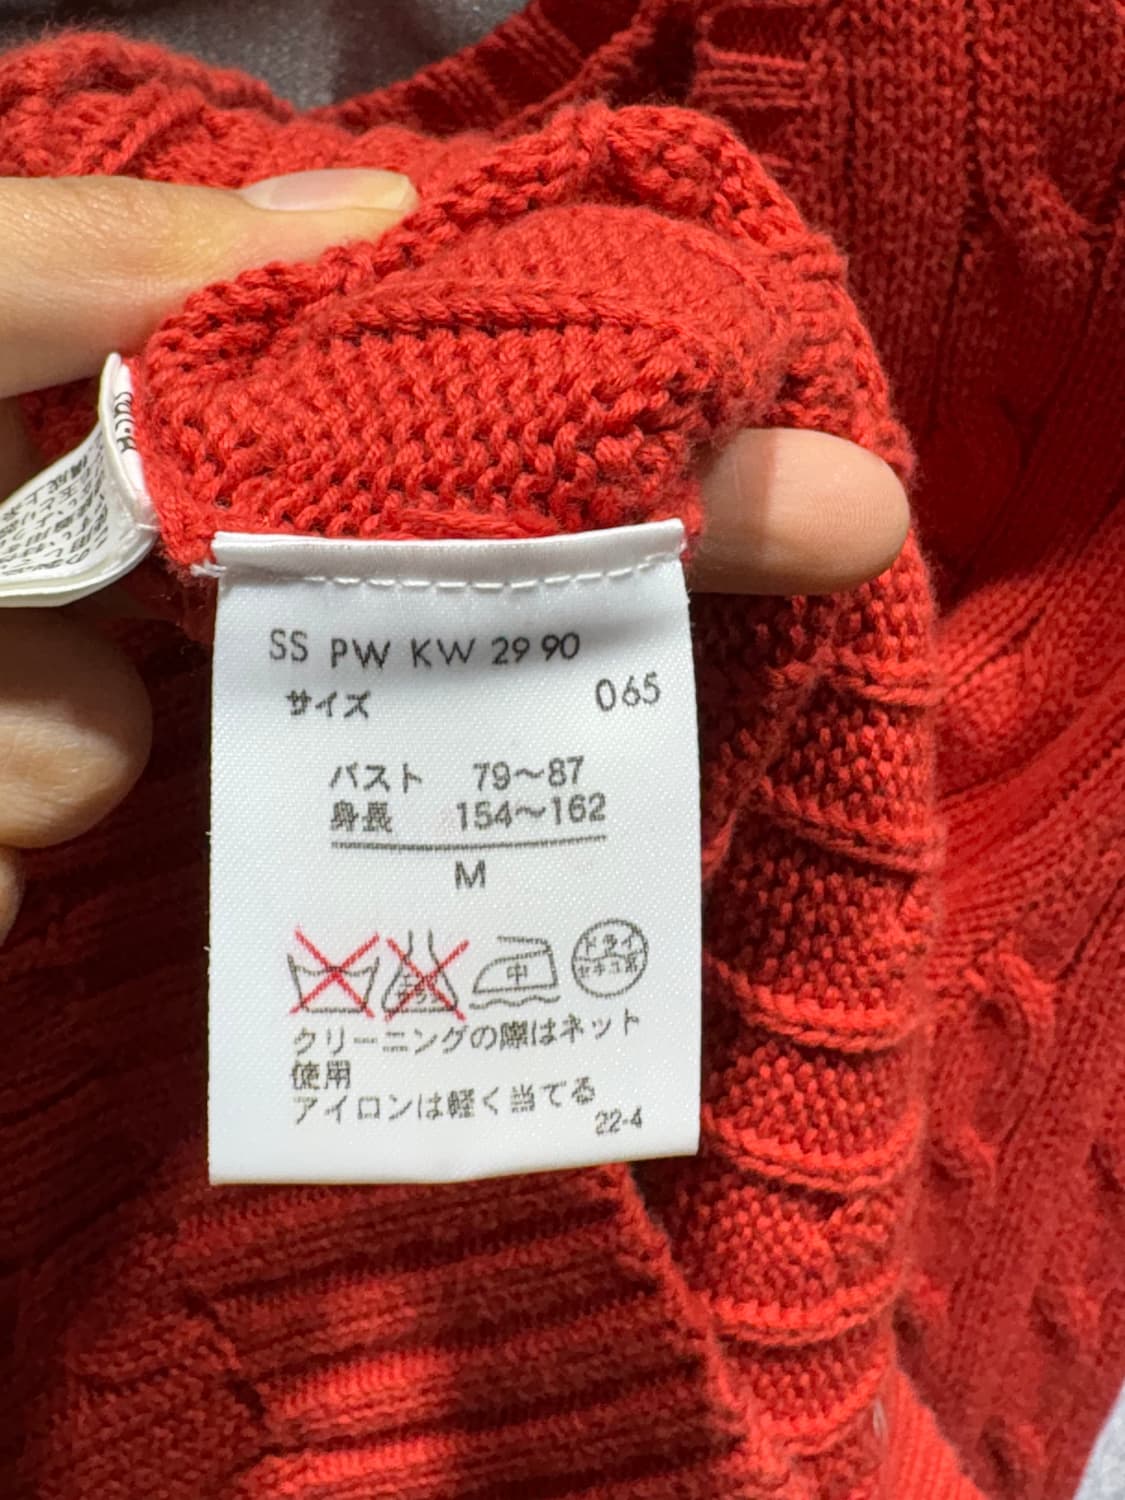 SS PW KW 29 90
サイズ 065
バスト 79〜87
身長 154〜162
M
中
ドライ
セキユ系
クリーニングの際はネット
使用
アイロンは軽く当てる
22-4